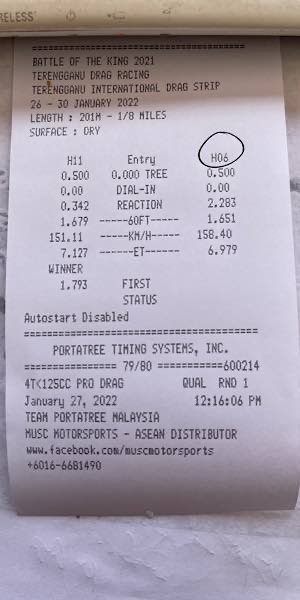 RELESS
BATTLE OF THE KING 2021
TERENGGANU DRAG RACING
TERENGGANU INTERNATIONAL DRAG STRIP
26 - 30 JANUARY 2022
LENGTH : 201M - 1/8 MILES
SURFACE : DRY
H11 Entry H06
0.500 0.000 TREE 0.500
0.00 DIAL-IN 0.00
0.342 REACTION 2.283
1.679 ------60FT------ 1.651
151.11 ------KM/H------ 158.40
7.127 ------ET------ 6.979
WINNER
1.793 FIRST
STATUS
Autostart Disabled
========================================
PORTATREE TIMING SYSTEMS, INC.
================ 79/80 ===========600214
4T<125CC PRO DRAG QUAL RND 1
January 27, 2022 12:16:06 PM
TEAM PORTATREE MALAYSIA
MUSC MOTORSPORTS - ASEAN DISTRIBUTOR
www.facebook.com/muscmotorsports
+6016-6681490